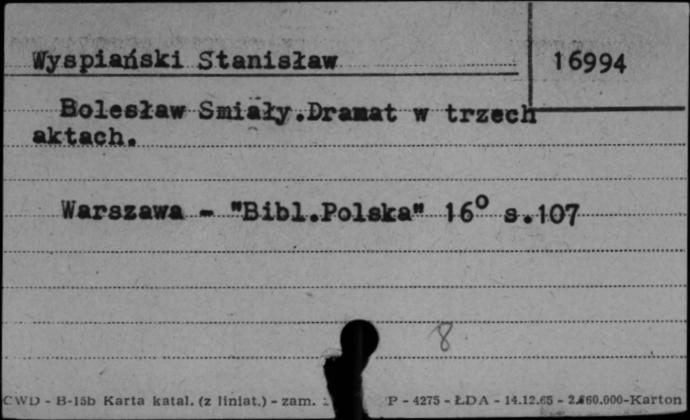 Wyspiański Stanisław 16994
Bolesław Smiały.Dramat w trzech
aktach.
Warszawa - "Bibl.Polska" 16° s.107
8
CWD - B-15b Karta katal. (z liniat.) - zam. P - 4275 - ŁDA - 14.12.65 - 2.860.000-Karton